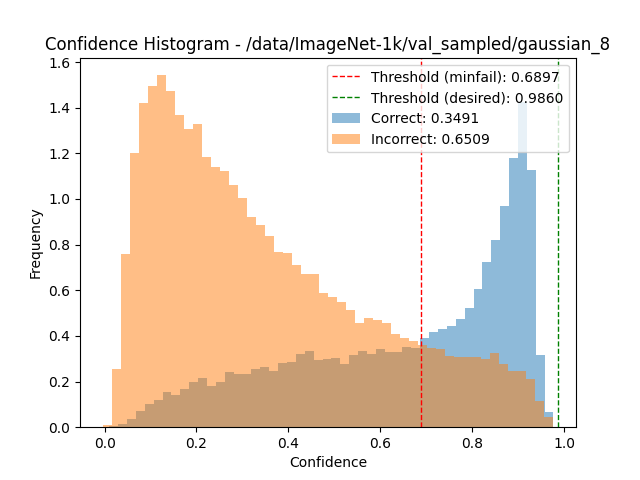 Confidence Histogram - /data/ImageNet-1k/val_sampled/gaussian_8
Threshold (minfail): 0.6897
Threshold (desired): 0.9860
Correct: 0.3491
Incorrect: 0.6509
1.6
1.4
1.2
1.0
0.8
0.6
0.4
0.2
0.0
Frequency
0.0 0.2 0.4 0.6 0.8 1.0
Confidence